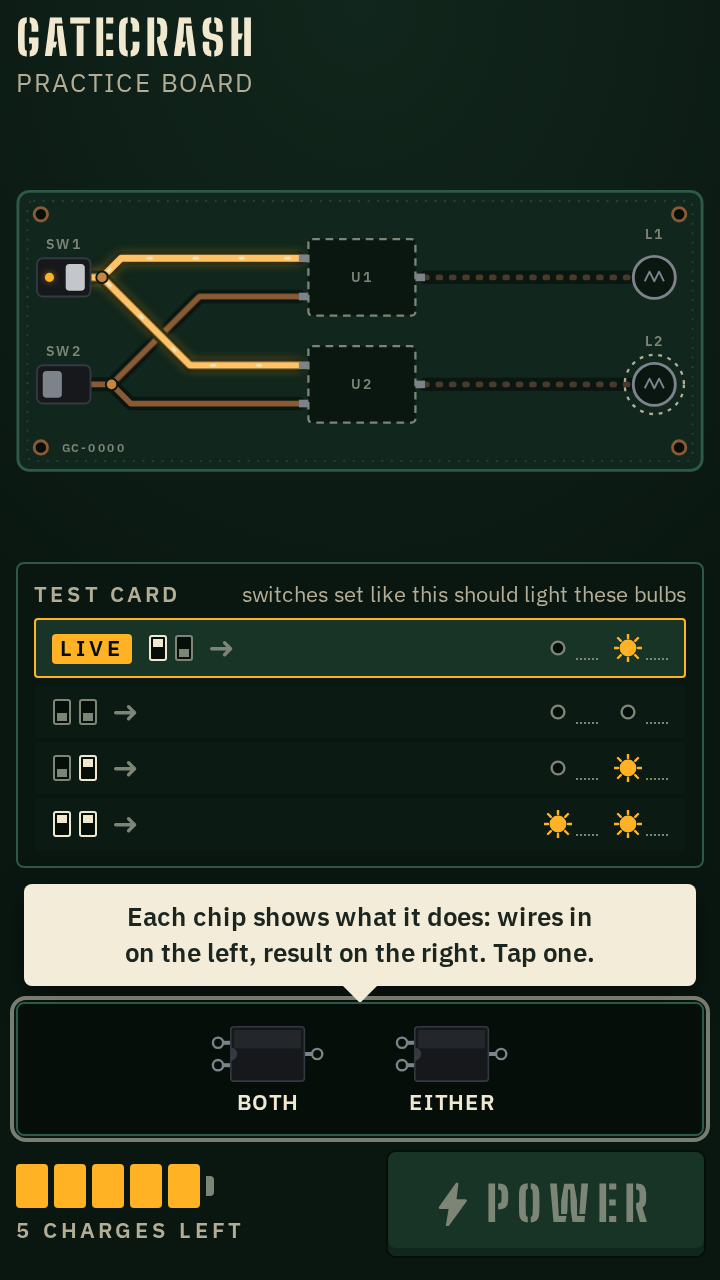 GATECRASH
PRACTICE BOARD
SW1
U1
L1
SW2
U2
L2
GC-0000
TEST CARD
switches set like this should light these bulbs
LIVE
Each chip shows what it does: wires in
on the left, result on the right. Tap one.
BOTH
EITHER
5 CHARGES LEFT
POWER